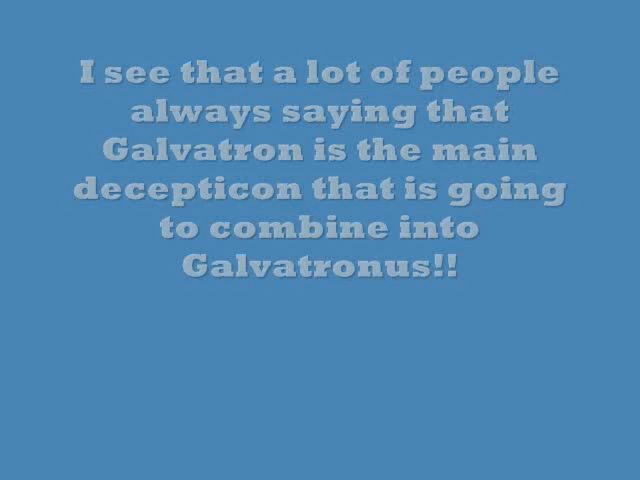 I see that a lot of people
always saying that
Galvatron is the main
decepticon that is going
to combine into
Galvatronus!!